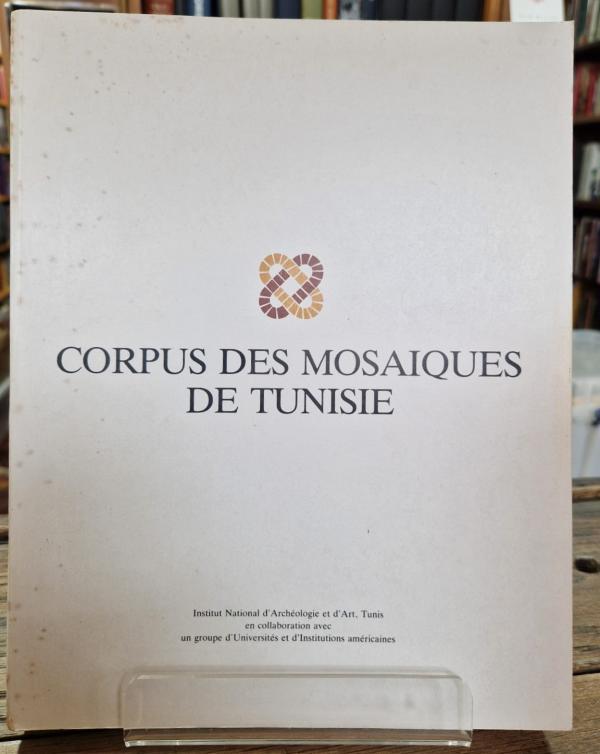 CORPUS DES MOSAIQUES
DE TUNISIE
Institut National d'Archéologie et d'Art, Tunis
en collaboration avec
un groupe d'Universités et d'Institutions américaines